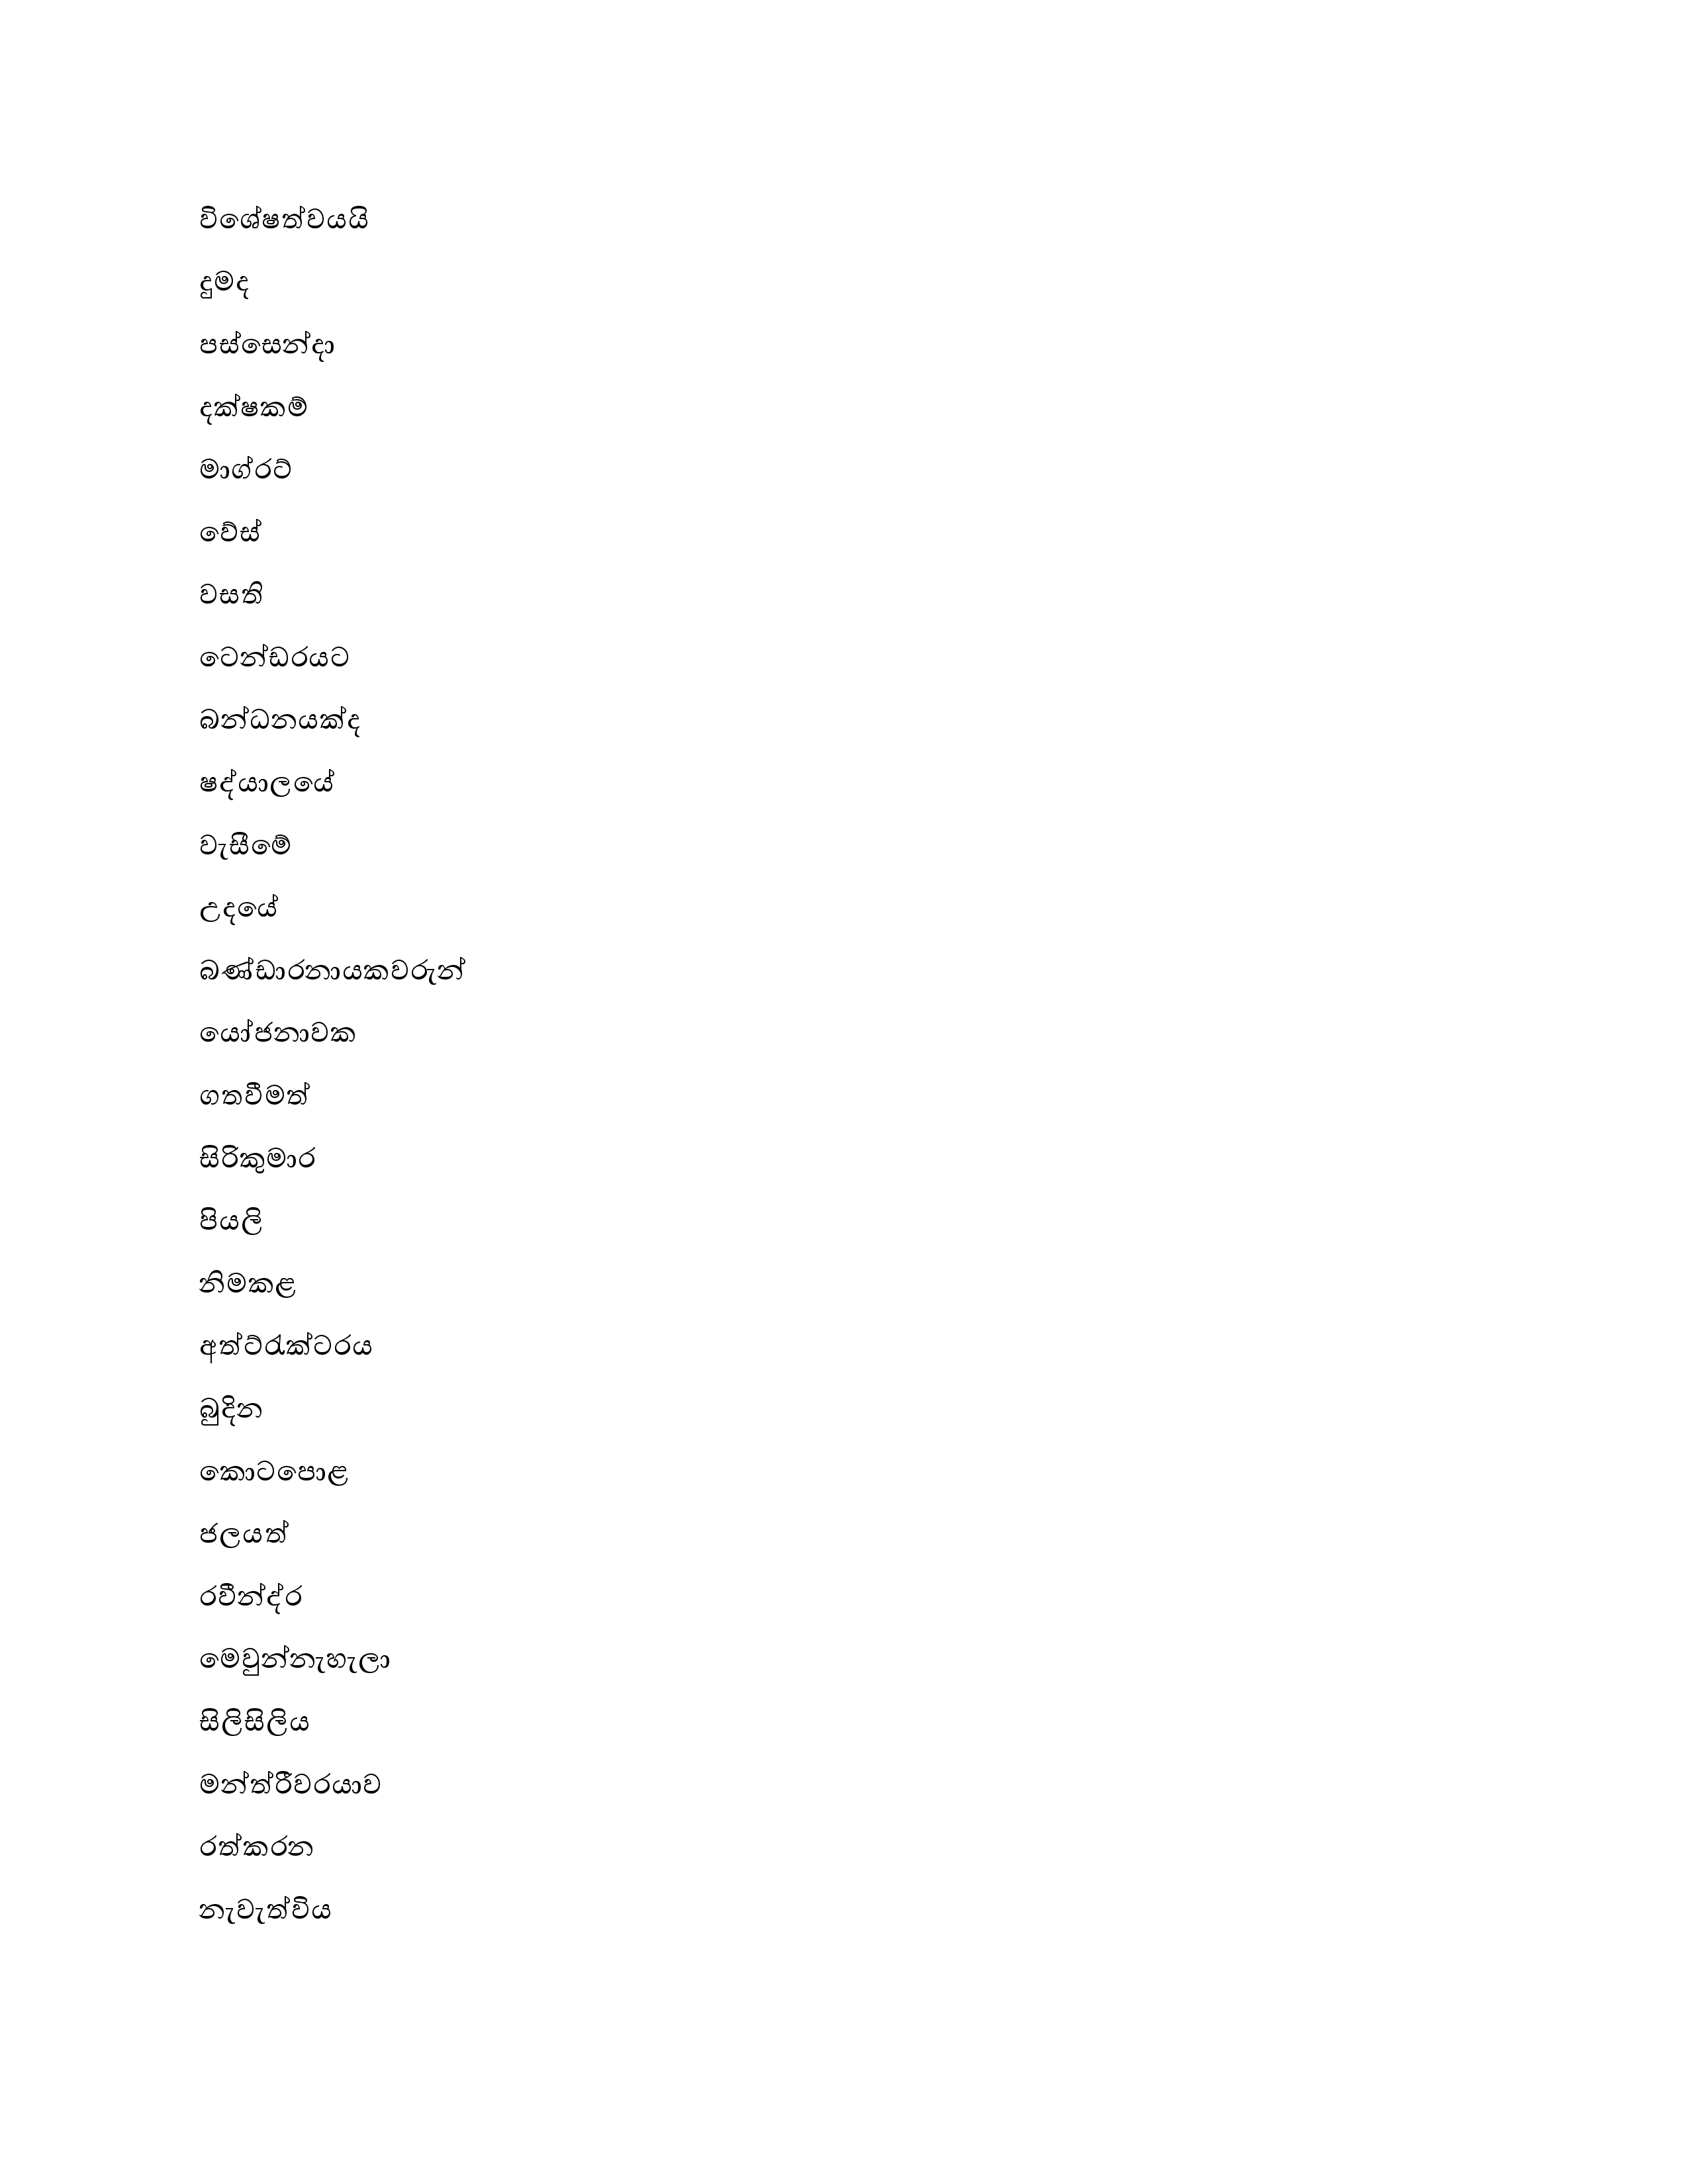 විශේෂත්වයයි
දුමද
පස්සෙන්දා
දක්ෂකම්
මාග්රට්
වේස්
වසති
ටෙන්ඩරයට
බන්ධනයක්ද
ෂද්යාලයේ
වැසීමේ
උදයේ
බණ්ඩාරනායකවරුන්
යෝජනාවක
ගතවීමත්
සිරිකුමාර
පියලි
නිමකළ
අත්ට්රැක්ටරය
බුදින
කොටපොළ
ජලයත්
රවීන්ද්ර
මෙවුන්නැහැලා
සිලිසිලිය
මන්ත්රීවරයාව
රත්කරන
නැවැත්විය